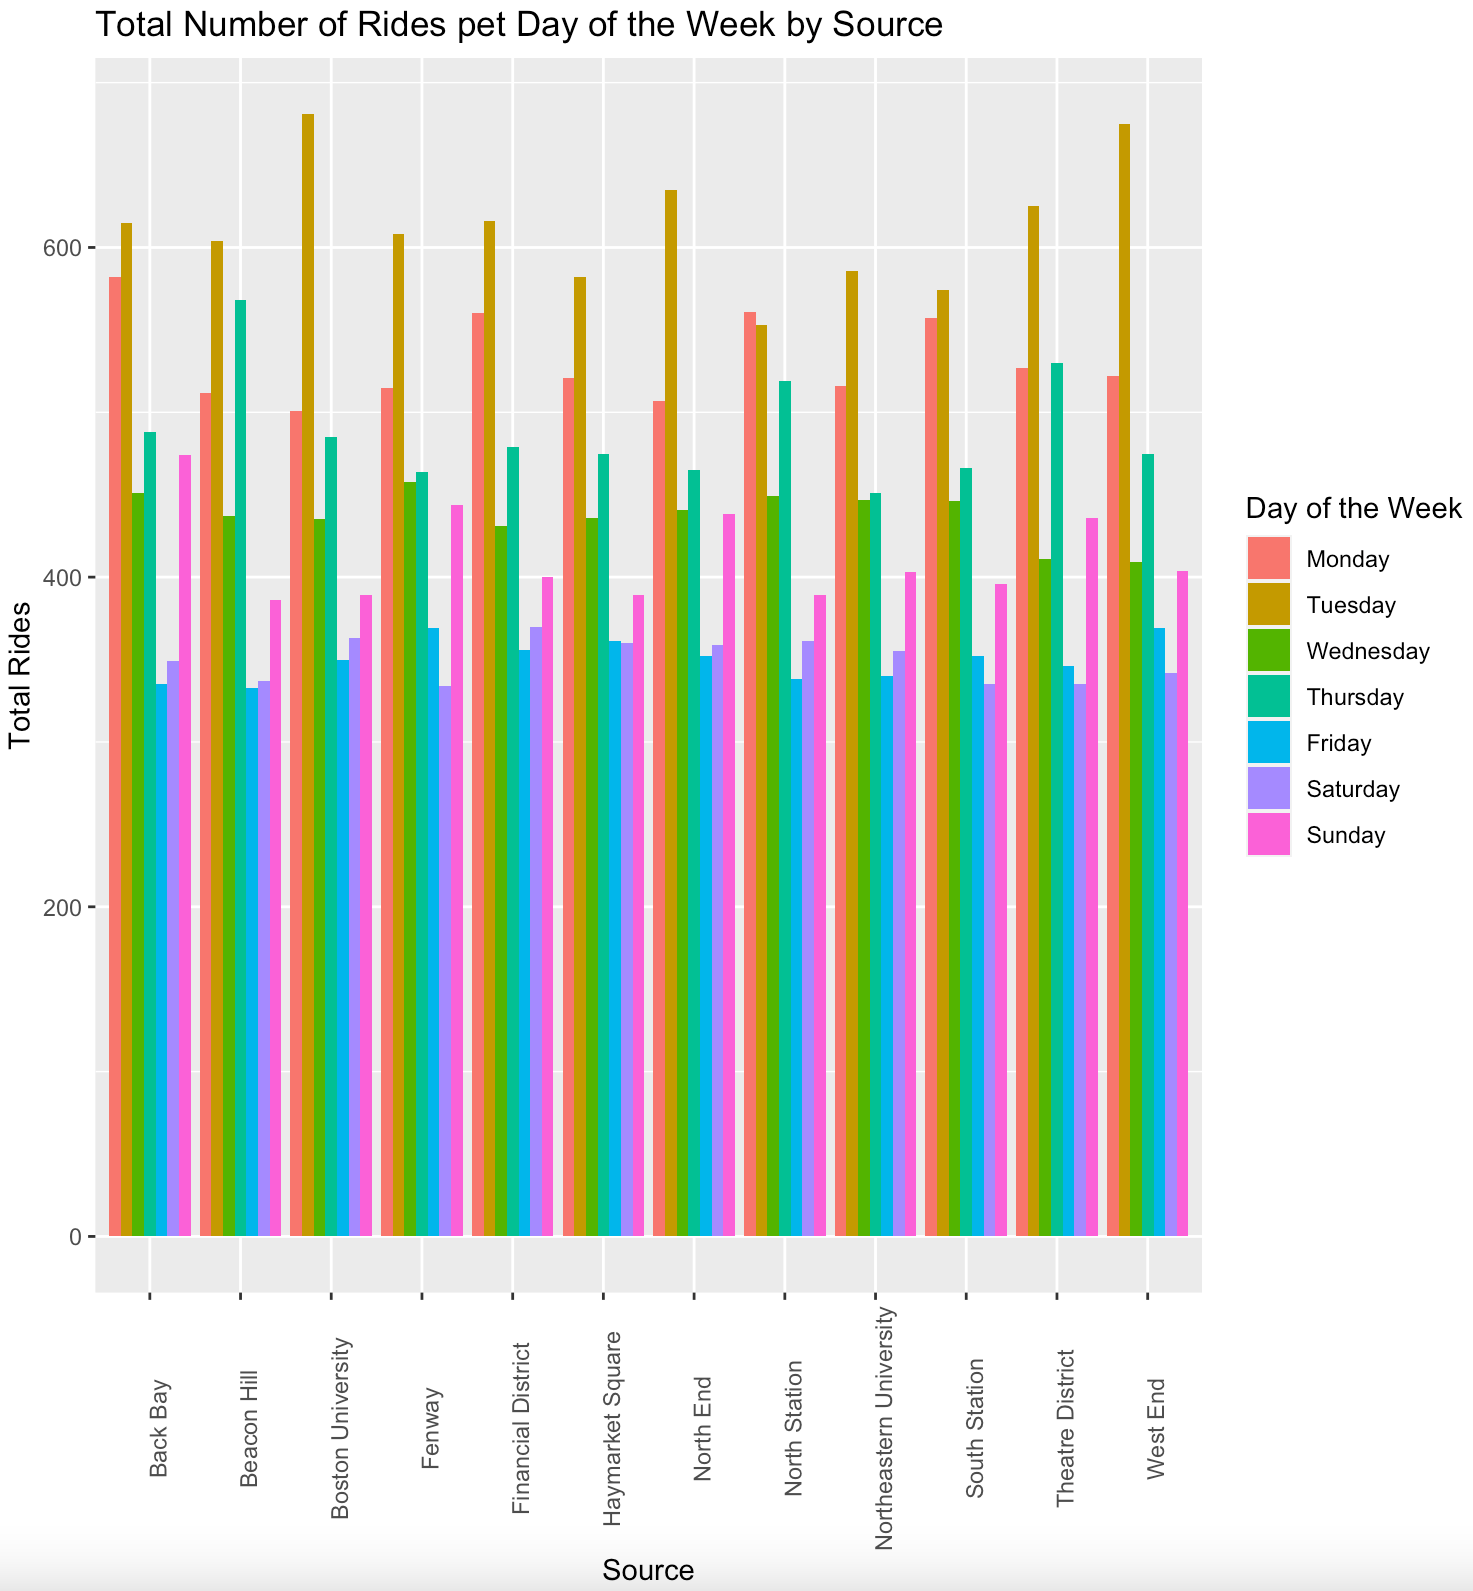 Total Number of Rides pet Day of the Week by Source
Total Rides
600
400
200
0
Back Bay
Beacon Hill
Boston University
Fenway
Financial District
Haymarket Square
North End
North Station
Northeastern University
South Station
Theatre District
West End
Source
Day of the Week
Monday
Tuesday
Wednesday
Thursday
Friday
Saturday
Sunday